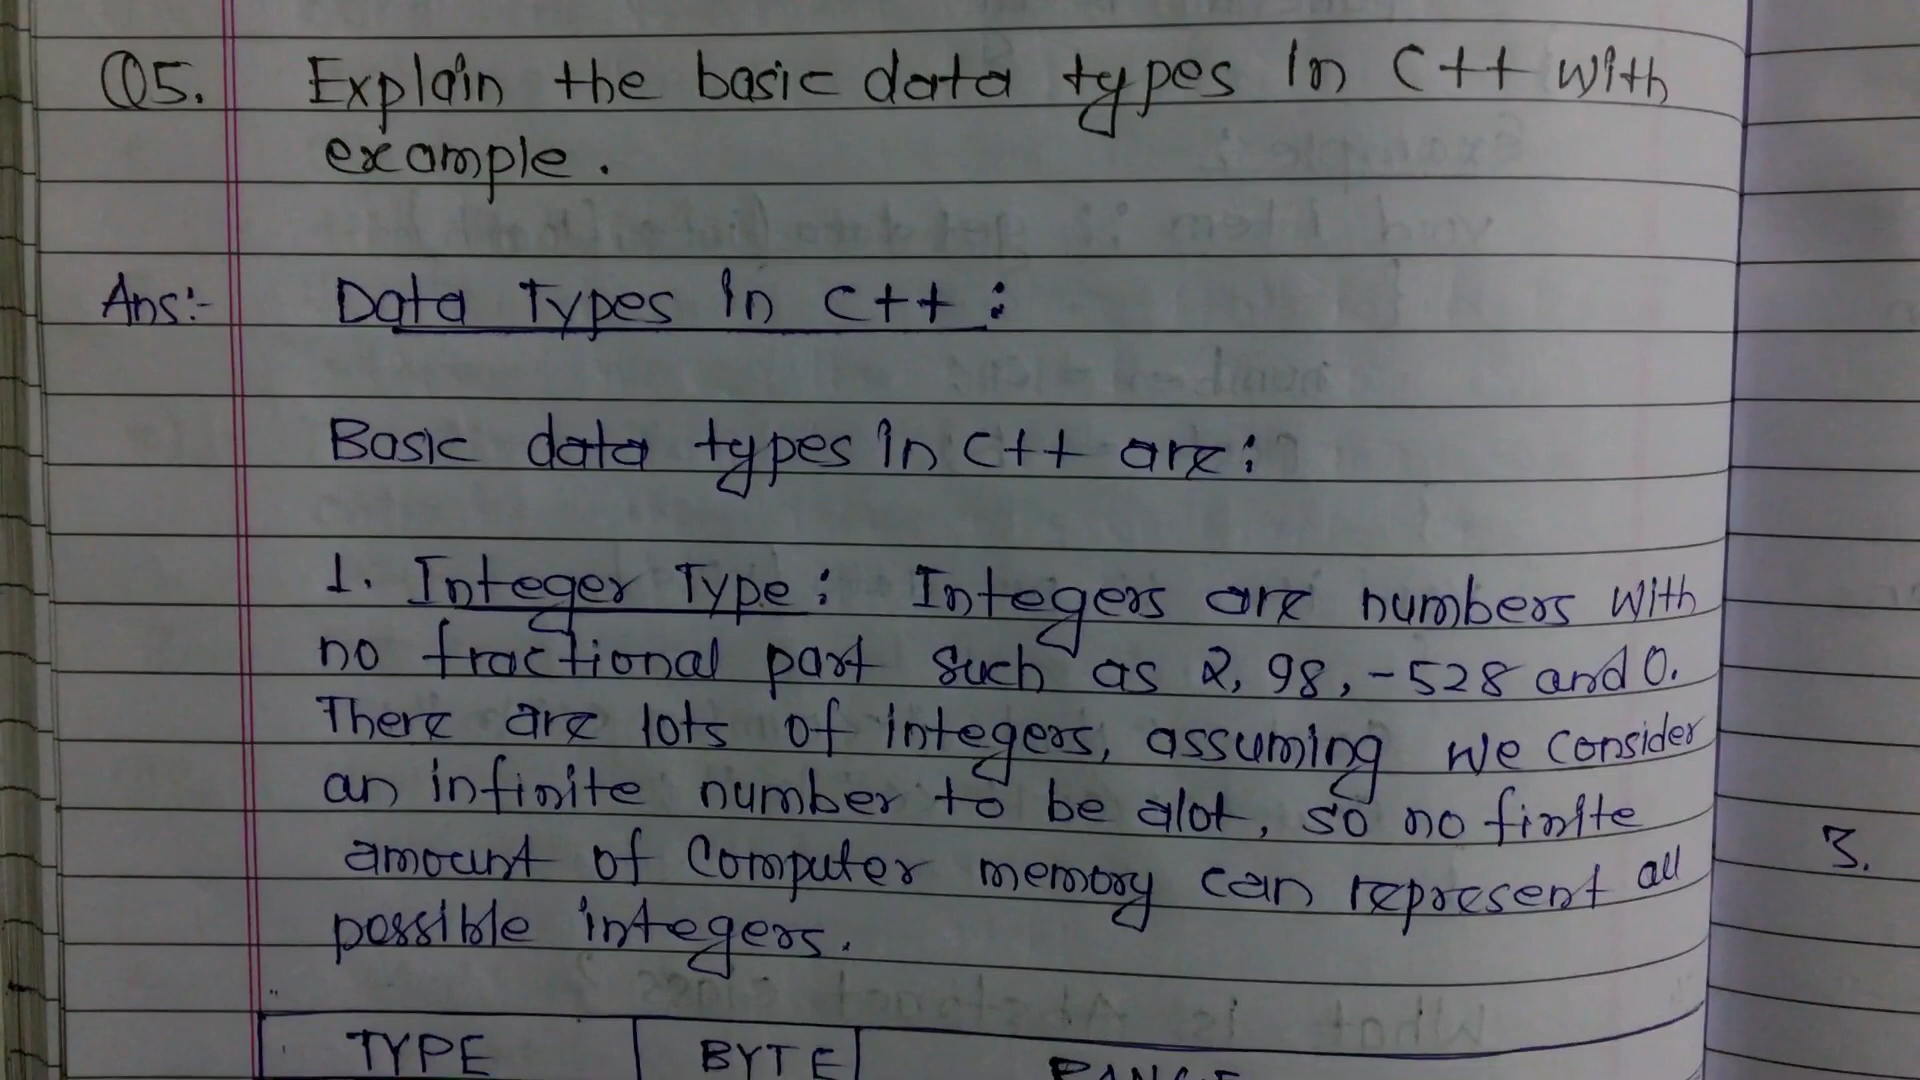 Q5. Explain the basic data types in C++ with
example.
Ans:- Data Types in C++ :
Basic data types in C++ are:
1. Integer Type : Integers are numbers with
no fractional part such as 2, 98, -528 and 0.
There are lots of integers, assuming we consider
an infinite number to be alot, so no finite
amount of Computer memory can represent all
possible integers.
3.
TYPE BYTE RANGE